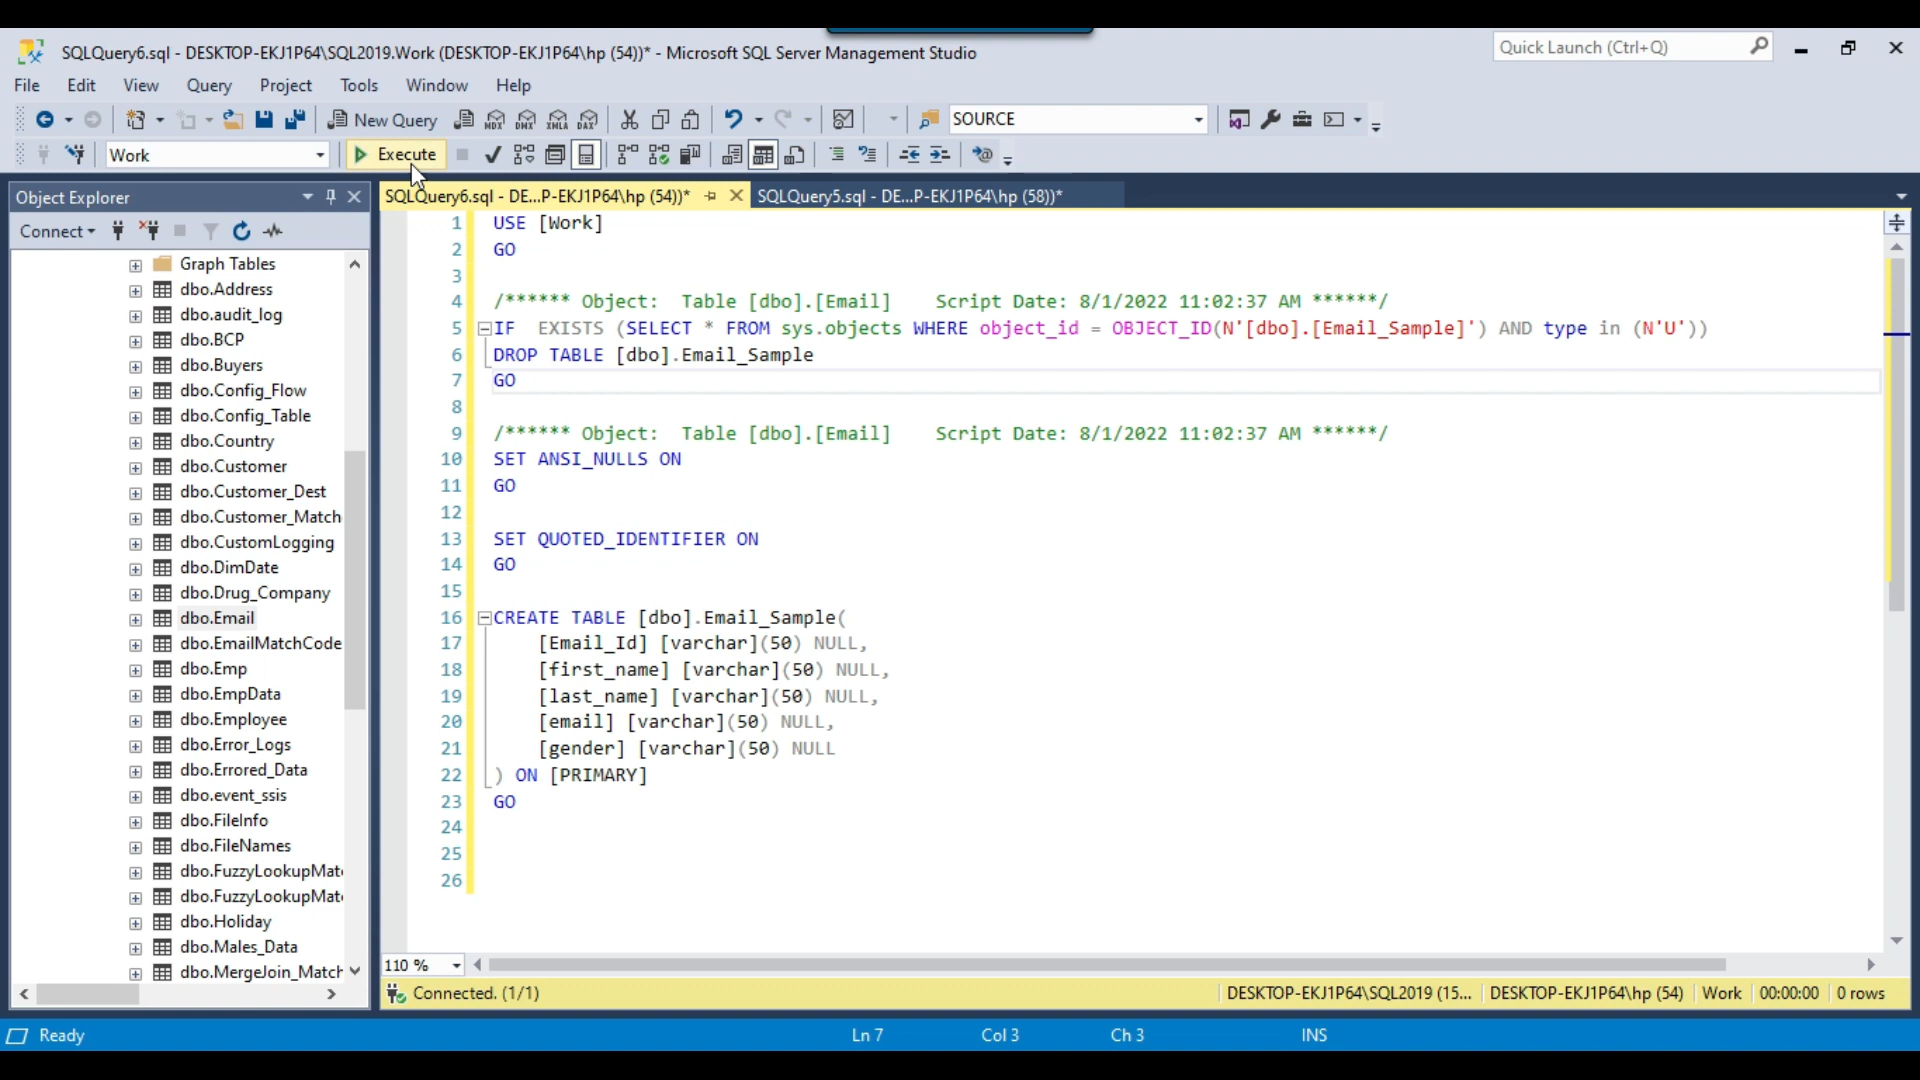 SQLQuery6.sql - DESKTOP-EKJ1P64\SQL2019.Work (DESKTOP-EKJ1P64\hp (54))* - Microsoft SQL Server Management Studio
Quick Launch (Ctrl+Q)
File Edit View Query Project Tools Window Help
New Query MDX DMX XMLA DAX SOURCE
Work Execute
Object Explorer
SQLQuery6.sql - DE...P-EKJ1P64\hp (54))* SQLQuery5.sql - DE...P-EKJ1P64\hp (58))*
Connect
Graph Tables
dbo.Address
dbo.audit_log
dbo.BCP
dbo.Buyers
dbo.Config_Flow
dbo.Config_Table
dbo.Country
dbo.Customer
dbo.Customer_Dest
dbo.Customer_Match
dbo.CustomLogging
dbo.DimDate
dbo.Drug_Company
dbo.Email
dbo.EmailMatchCode
dbo.Emp
dbo.EmpData
dbo.Employee
dbo.Error_Logs
dbo.Errored_Data
dbo.event_ssis
dbo.FileInfo
dbo.FileNames
dbo.FuzzyLookupMat
dbo.FuzzyLookupMat
dbo.Holiday
dbo.Males_Data
dbo.MergeJoin_Match
1 USE [Work]
2 GO
3
4 /****** Object:  Table [dbo].[Email]    Script Date: 8/1/2022 11:02:37 AM ******/
5 IF  EXISTS (SELECT * FROM sys.objects WHERE object_id = OBJECT_ID(N'[dbo].[Email_Sample]') AND type in (N'U'))
6 DROP TABLE [dbo].Email_Sample
7 GO
8
9 /****** Object:  Table [dbo].[Email]    Script Date: 8/1/2022 11:02:37 AM ******/
10 SET ANSI_NULLS ON
11 GO
12
13 SET QUOTED_IDENTIFIER ON
14 GO
15
16 CREATE TABLE [dbo].Email_Sample(
17 [Email_Id] [varchar](50) NULL,
18 [first_name] [varchar](50) NULL,
19 [last_name] [varchar](50) NULL,
20 [email] [varchar](50) NULL,
21 [gender] [varchar](50) NULL
22 ) ON [PRIMARY]
23 GO
24
25
26
110 %
Connected. (1/1) DESKTOP-EKJ1P64\SQL2019 (15... DESKTOP-EKJ1P64\hp (54) Work 00:00:00 0 rows
Ready Ln 7 Col 3 Ch 3 INS